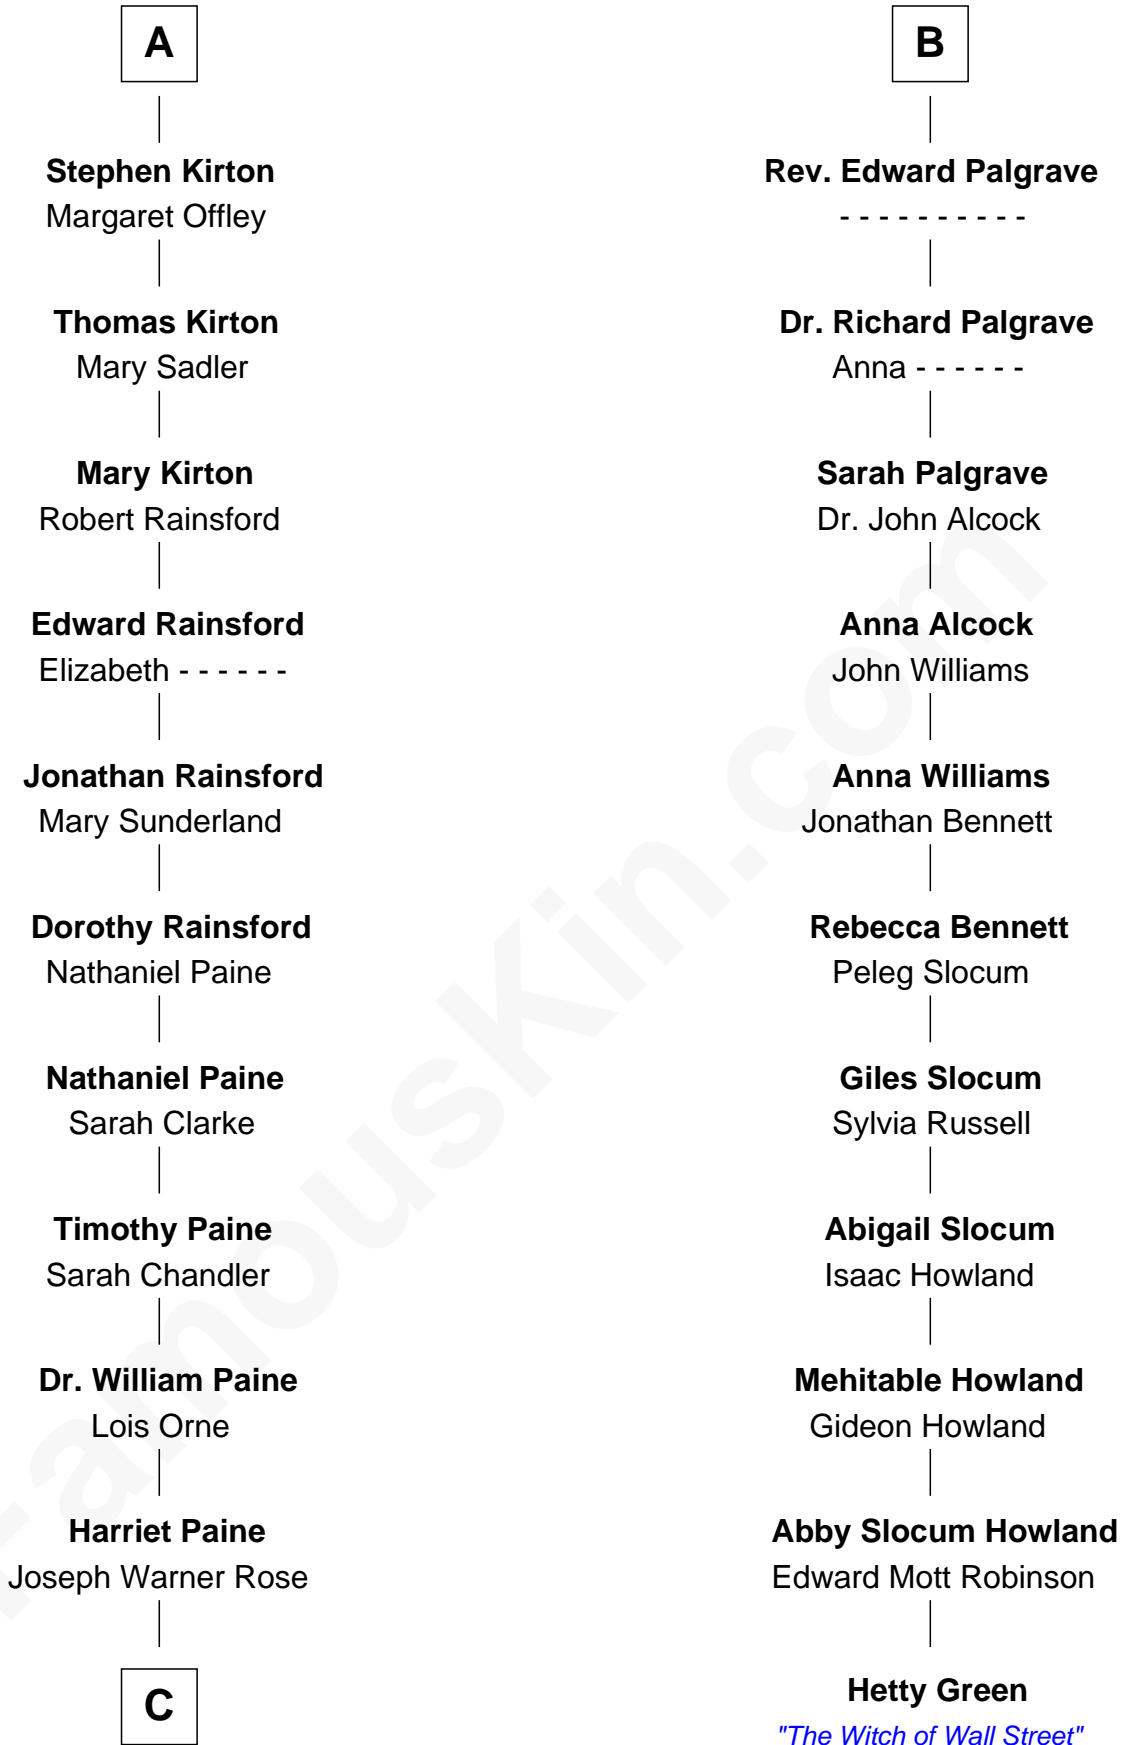 A
Stephen Kirton
Margaret Offley
Thomas Kirton
Mary Sadler
Mary Kirton
Robert Rainsford
Edward Rainsford
Elizabeth - - - - - -
Jonathan Rainsford
Mary Sunderland
Dorothy Rainsford
Nathaniel Paine
Nathaniel Paine
Sarah Clarke
Timothy Paine
Sarah Chandler
Dr. William Paine
Lois Orne
Harriet Paine
Joseph Warner Rose
C
B
Rev. Edward Palgrave
- - - - - - - - - -
Dr. Richard Palgrave
Anna - - - - - -
Sarah Palgrave
Dr. John Alcock
Anna Alcock
John Williams
Anna Williams
Jonathan Bennett
Rebecca Bennett
Peleg Slocum
Giles Slocum
Sylvia Russell
Abigail Slocum
Isaac Howland
Mehitable Howland
Gideon Howland
Abby Slocum Howland
Edward Mott Robinson
Hetty Green
"The Witch of Wall Street"
FamousKin.com